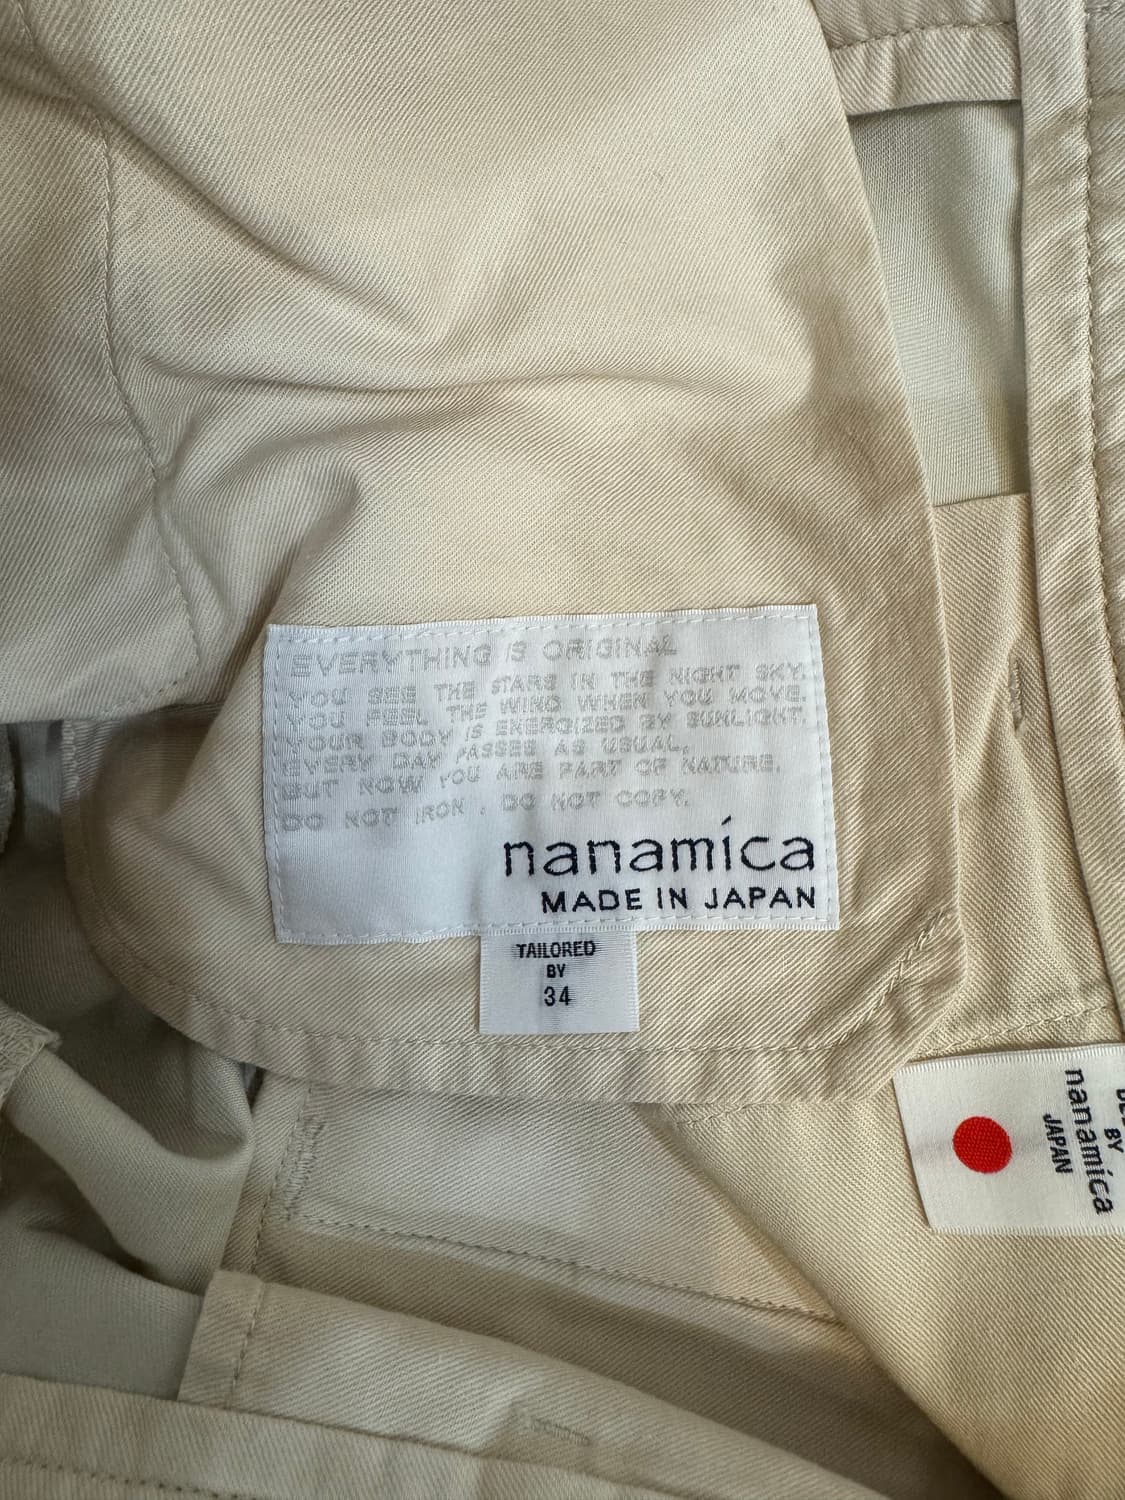 EVERYTHING IS ORIGINAL
YOU SEE THE STARS IN THE NIGHT SKY.
YOU FEEL THE WIND WHEN YOU MOVE.
YOUR BODY IS ENERGIZED BY SUNLIGHT.
EVERY DAY PASSES AS USUAL,
BUT NOW YOU ARE PART OF NATURE.
DO NOT IRON . DO NOT COPY.
nanamíca
MADE IN JAPAN
TAILORED
BY
34
BY
nanamíca
JAPAN